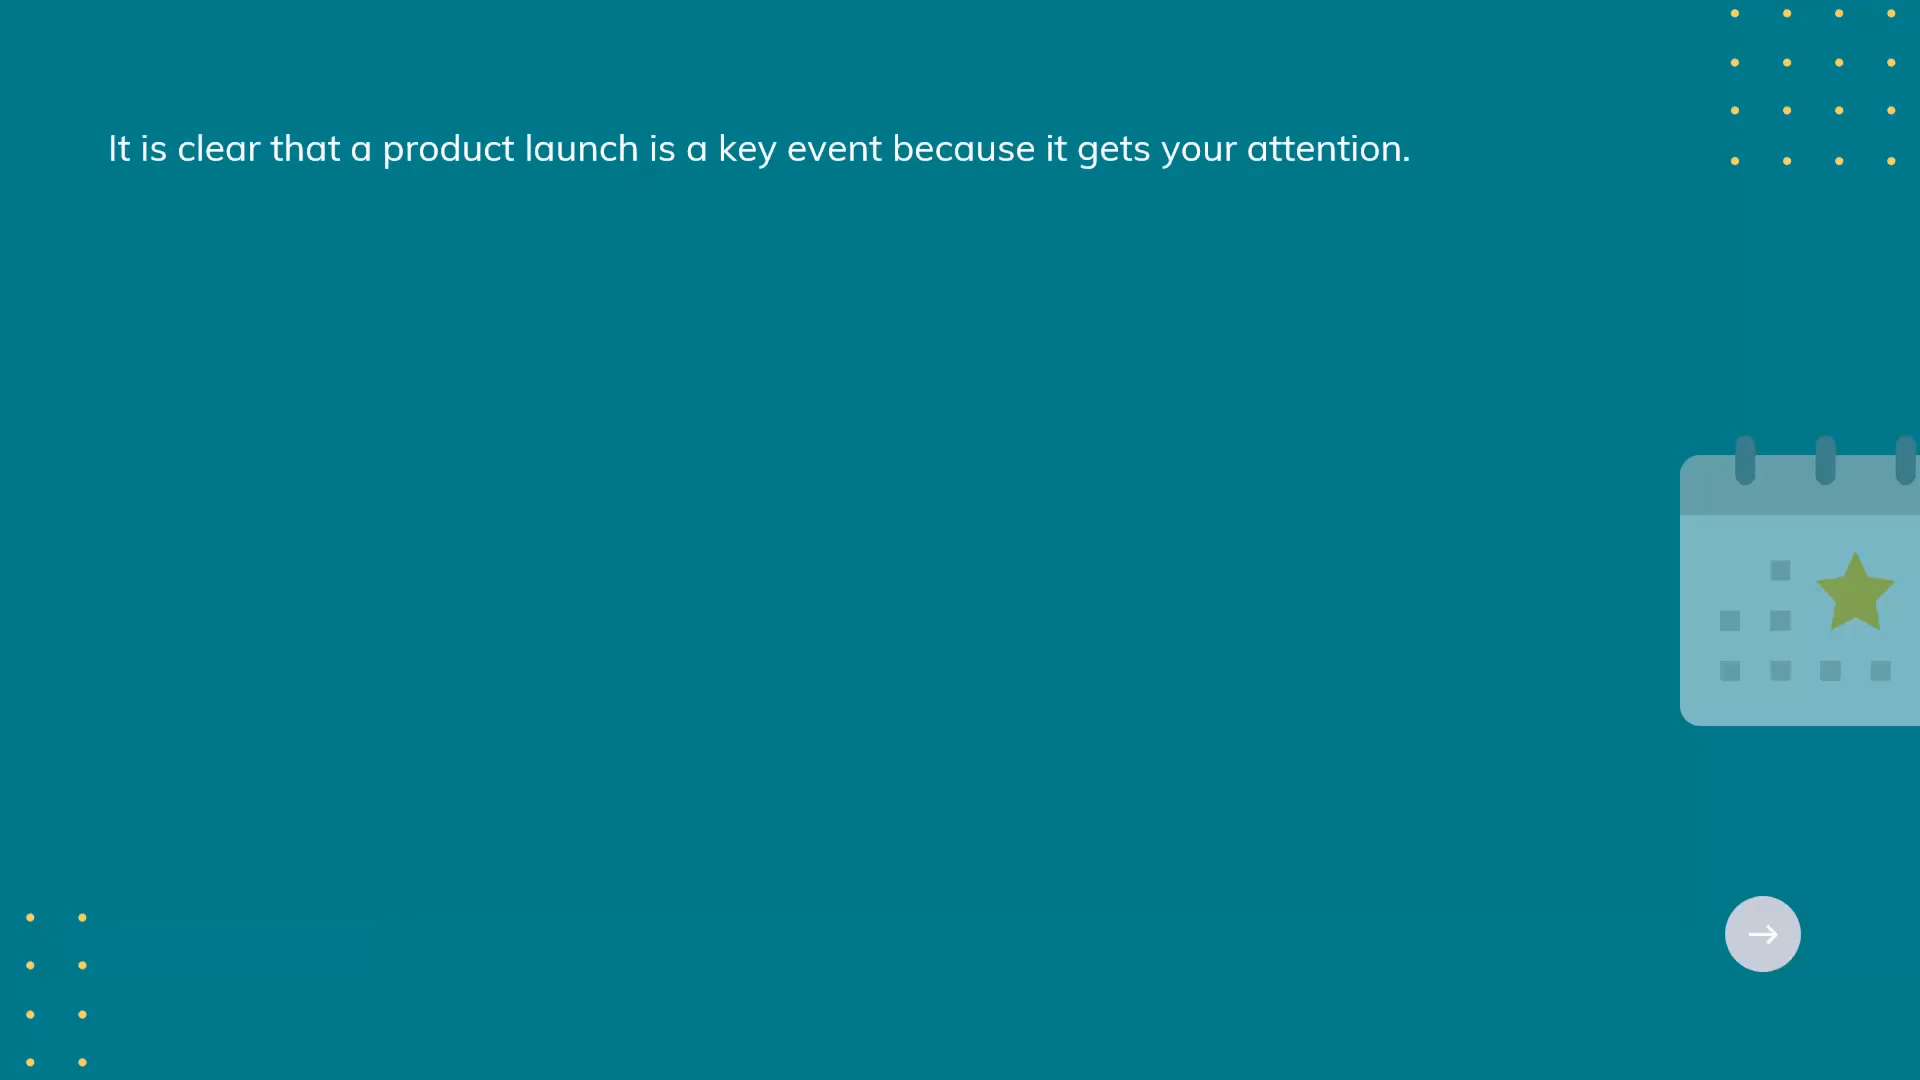 It is clear that a product launch is a key event because it gets your attention.